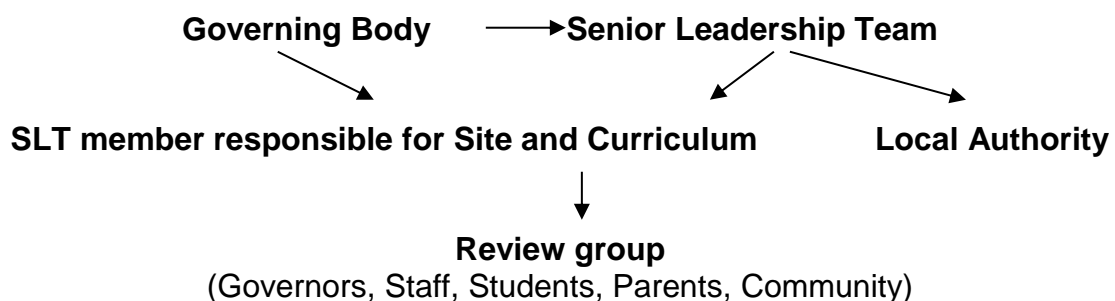 Governing Body Senior Leadership Team
SLT member responsible for Site and Curriculum Local Authority
Review group
(Governors, Staff, Students, Parents, Community)